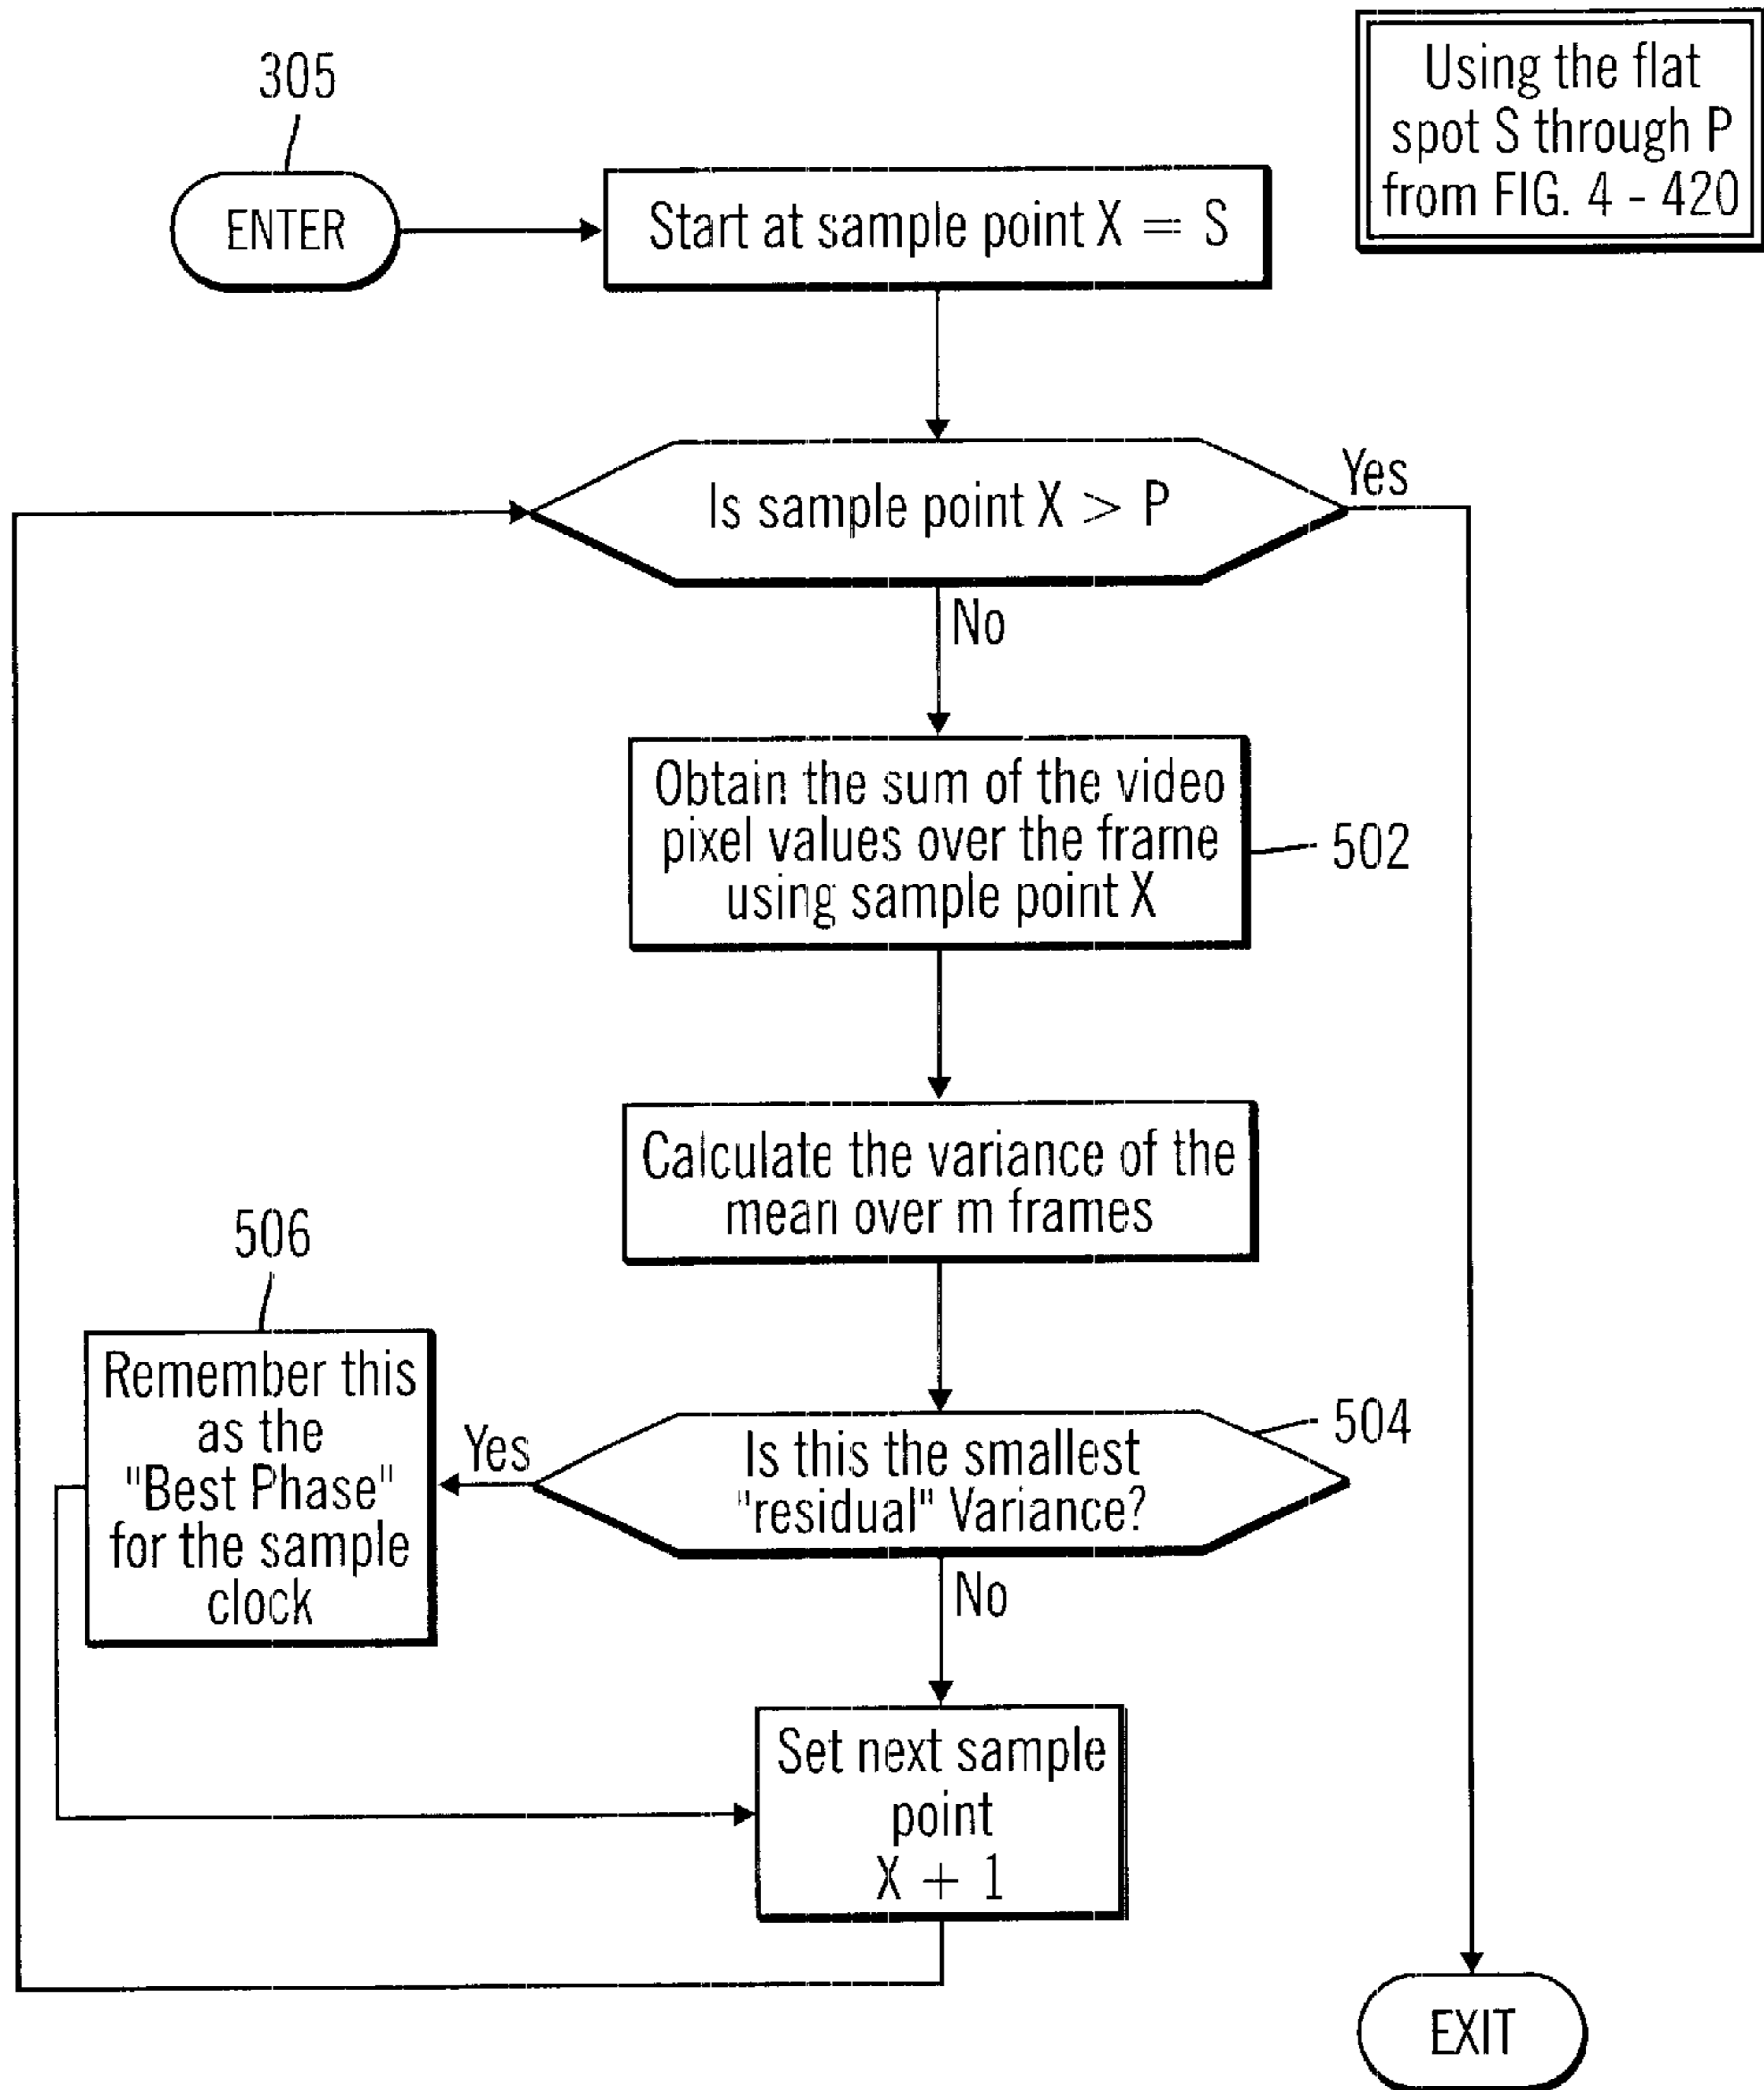 305
ENTER
Start at sample point X = S
Using the flat
spot S through P
from FIG. 4 - 420
Is sample point X > P
Yes
No
Obtain the sum of the video
pixel values over the frame
using sample point X
502
Calculate the variance of the
mean over m frames
506
Remember this
as the
"Best Phase"
for the sample
clock
Yes
Is this the smallest
"residual" Variance?
504
No
Set next sample
point
X + 1
EXIT